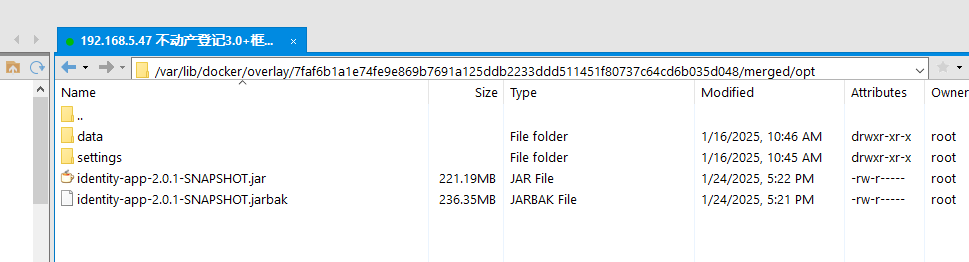 192.168.5.47 不动产登记3.0+框...
/var/lib/docker/overlay/7faf6b1a1e74fe9e869b7691a125ddb2233ddd511451f80737c64cd6b035d048/merged/opt
Name Size Type Modified Attributes Owner
..
data File folder 1/16/2025, 10:46 AM drwxr-xr-x root
settings File folder 1/16/2025, 10:45 AM drwxr-xr-x root
identity-app-2.0.1-SNAPSHOT.jar 221.19MB JAR File 1/24/2025, 5:22 PM -rw-r----- root
identity-app-2.0.1-SNAPSHOT.jarbak 236.35MB JARBAK File 1/24/2025, 5:21 PM -rw-r----- root